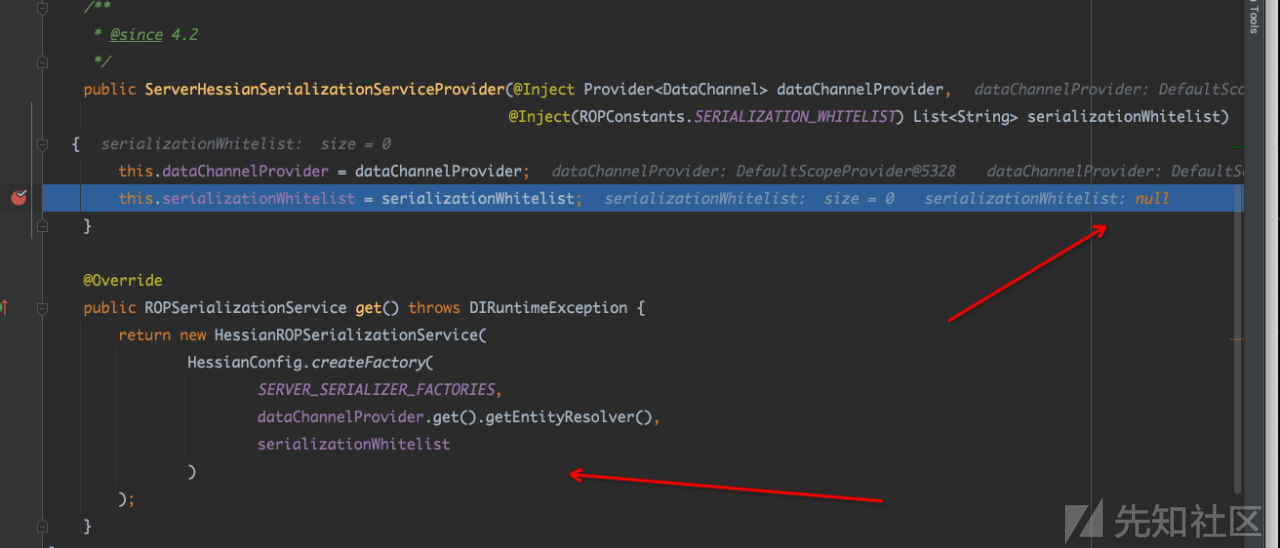 /**
* @since 4.2
*/
public ServerHessianSerializationServiceProvider(@Inject Provider<DataChannel> dataChannelProvider, dataChannelProvider: DefaultSco
@Inject(ROPConstants.SERIALIZATION_WHITELIST) List<String> serializationWhitelist)
{ serializationWhitelist: size = 0
this.dataChannelProvider = dataChannelProvider; dataChannelProvider: DefaultScopeProvider@5328 dataChannelProvider: DefaultSc
this.serializationWhitelist = serializationWhitelist; serializationWhitelist: size = 0 serializationWhitelist: null
}
@Override
public ROPSerializationService get() throws DIRuntimeException {
return new HessianROPSerializationService(
HessianConfig.createFactory(
SERVER_SERIALIZER_FACTORIES,
dataChannelProvider.get().getEntityResolver(),
serializationWhitelist
)
);
}
Tools
先知社区